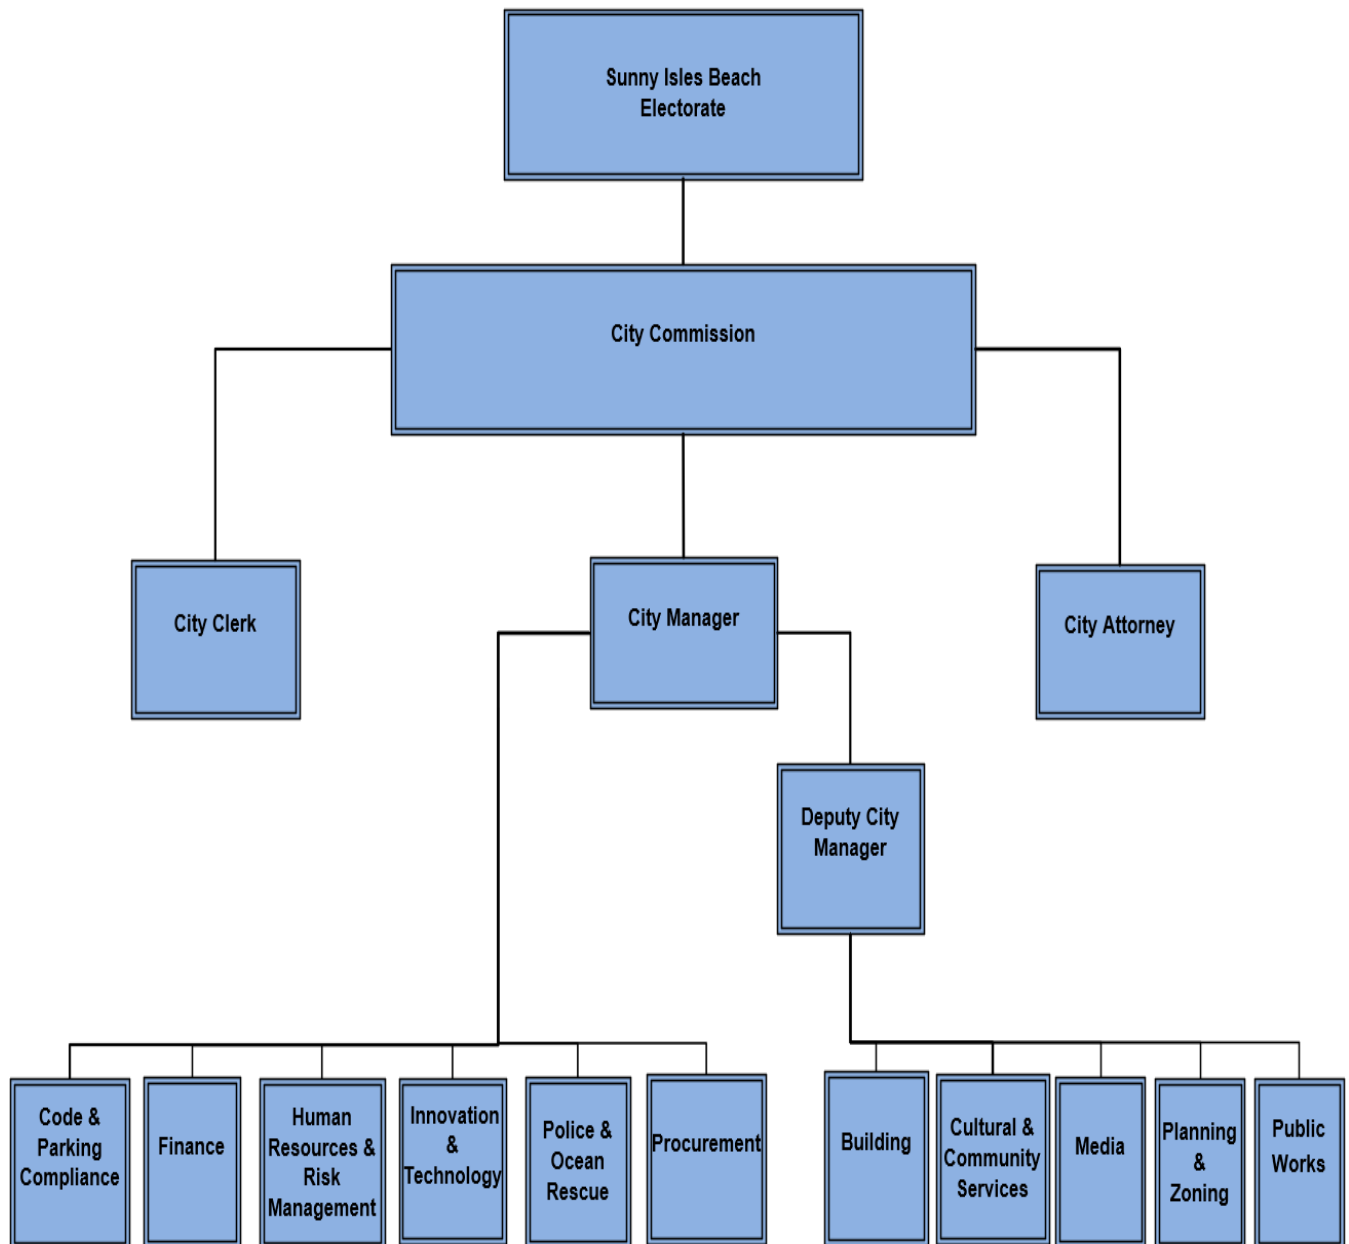 Sunny Isles Beach
Electorate
City Commission
City Clerk
City Manager
City Attorney
Deputy City
Manager
Code &
Parking
Compliance
Finance
Human
Resources &
Risk
Management
Innovation
&
Technology
Police &
Ocean
Rescue
Procurement
Building
Cultural &
Community
Services
Media
Planning
&
Zoning
Public
Works